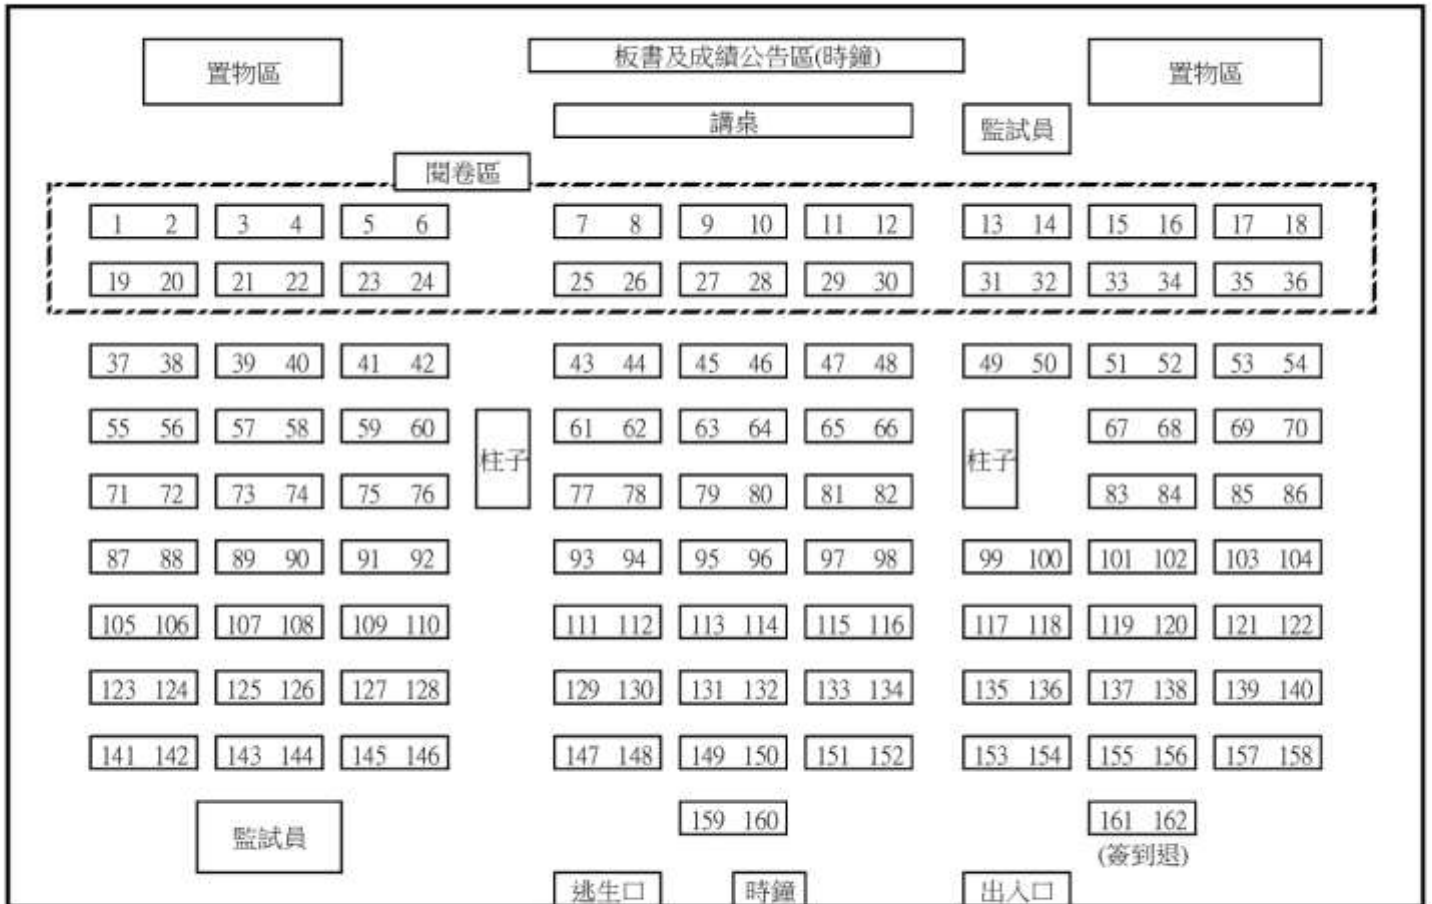 板書及成績公告區(時鐘)
置物區 置物區
講桌 監試員
閱卷區
1 2 3 4 5 6 7 8 9 10 11 12 13 14 15 16 17 18
19 20 21 22 23 24 25 26 27 28 29 30 31 32 33 34 35 36
37 38 39 40 41 42 43 44 45 46 47 48 49 50 51 52 53 54
55 56 57 58 59 60 61 62 63 64 65 66 67 68 69 70
柱子 柱子
71 72 73 74 75 76 77 78 79 80 81 82 83 84 85 86
87 88 89 90 91 92 93 94 95 96 97 98 99 100 101 102 103 104
105 106 107 108 109 110 111 112 113 114 115 116 117 118 119 120 121 122
123 124 125 126 127 128 129 130 131 132 133 134 135 136 137 138 139 140
141 142 143 144 145 146 147 148 149 150 151 152 153 154 155 156 157 158
159 160 161 162
監試員 (簽到退)
逃生口 時鐘 出入口